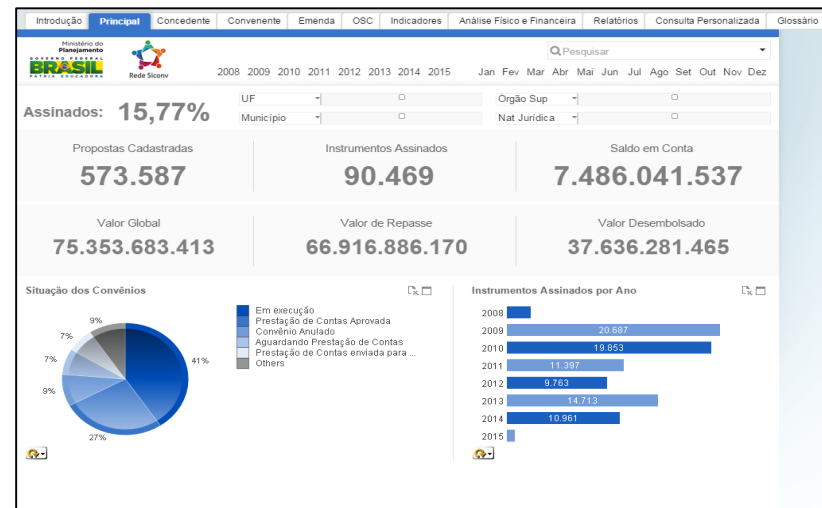 Introdução Principal Concedente Convenente Emenda OSC Indicadores Análise Físico e Financeira Relatórios Consulta Personalizada Glossário
Ministério do
Planejamento
GOVERNO FEDERAL
BRASIL
PÁTRIA EDUCADORA
Rede Siconv
Pesquisar
2008 2009 2010 2011 2012 2013 2014 2015 Jan Fev Mar Abr Mai Jun Jul Ago Set Out Nov Dez
Assinados: 15,77%
UF Orgão Sup
Município Nat Jurídica
Propostas Cadastradas Instrumentos Assinados Saldo em Conta
573.587 90.469 7.486.041.537
Valor Global Valor de Repasse Valor Desembolsado
75.353.683.413 66.916.886.170 37.636.281.465
Situação dos Convênios
9%
7%
7%
9%
27%
41%
Em execução
Prestação de Contas Aprovada
Convênio Anulado
Aguardando Prestação de Contas
Prestação de Contas enviada para ...
Others
Instrumentos Assinados por Ano
2008
2009 20.687
2010 19.853
2011 11.397
2012 9.763
2013 14.713
2014 10.961
2015